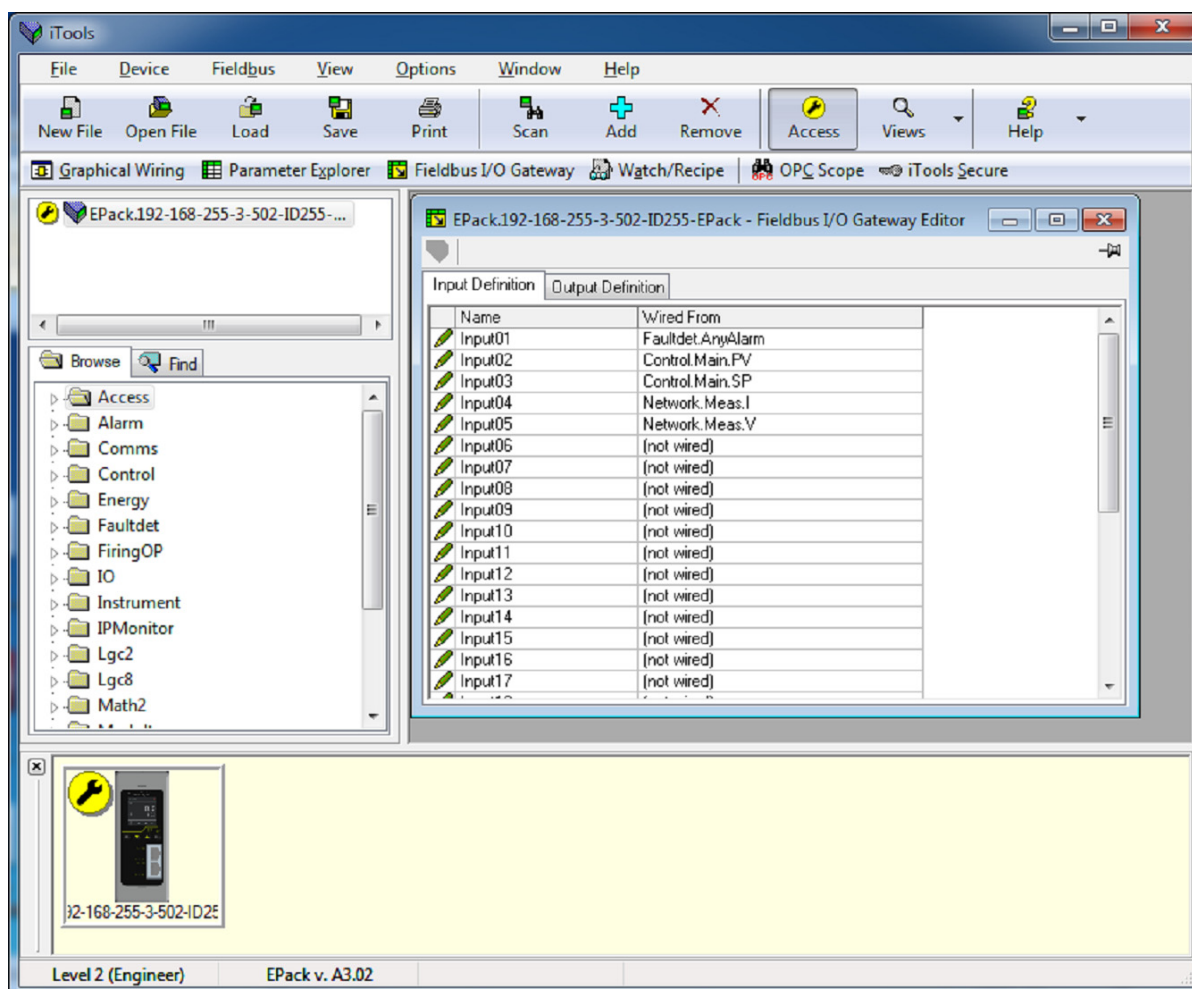 iTools
File Device Fieldbus View Options Window Help
New File Open File Load Save Print Scan Add Remove Access Views Help
Graphical Wiring Parameter Explorer Fieldbus I/O Gateway Watch/Recipe OPC Scope iTools Secure
EPack.192-168-255-3-502-ID255-...
Browse Find
Access
Alarm
Comms
Control
Energy
Faultdet
FiringOP
IO
Instrument
IPMonitor
Lgc2
Lgc8
Math2
EPack.192-168-255-3-502-ID255-EPack - Fieldbus I/O Gateway Editor
Input Definition Output Definition
Name Wired From
Input01 Faultdet.AnyAlarm
Input02 Control.Main.PV
Input03 Control.Main.SP
Input04 Network.Meas.I
Input05 Network.Meas.V
Input06 (not wired)
Input07 (not wired)
Input08 (not wired)
Input09 (not wired)
Input10 (not wired)
Input11 (not wired)
Input12 (not wired)
Input13 (not wired)
Input14 (not wired)
Input15 (not wired)
Input16 (not wired)
Input17 (not wired)
92-168-255-3-502-ID25
Level 2 (Engineer) EPack v. A3.02